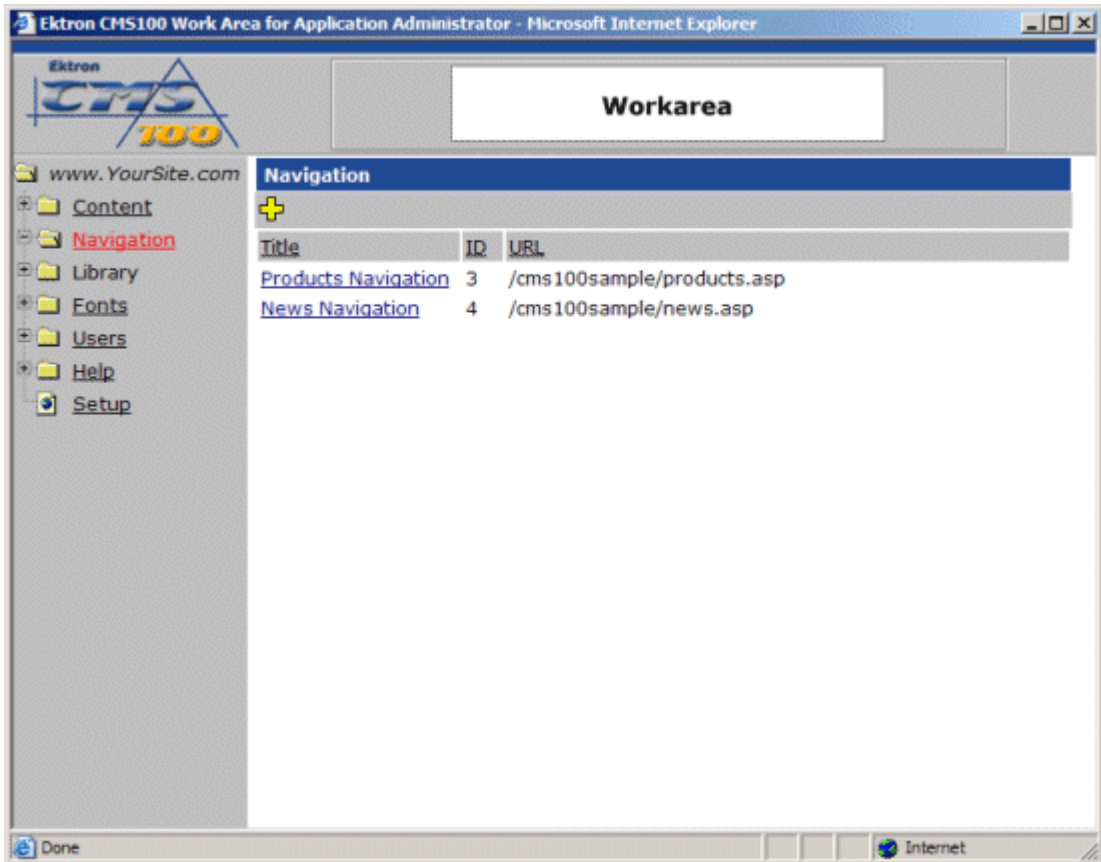 Ektron CMS100 Work Area for Application Administrator - Microsoft Internet Explorer
Ektron
CMS
100
Workarea
www.YourSite.com
Content
Navigation
Library
Fonts
Users
Help
Setup
Navigation
Title ID URL
Products Navigation 3 /cms100sample/products.asp
News Navigation 4 /cms100sample/news.asp
Done
Internet